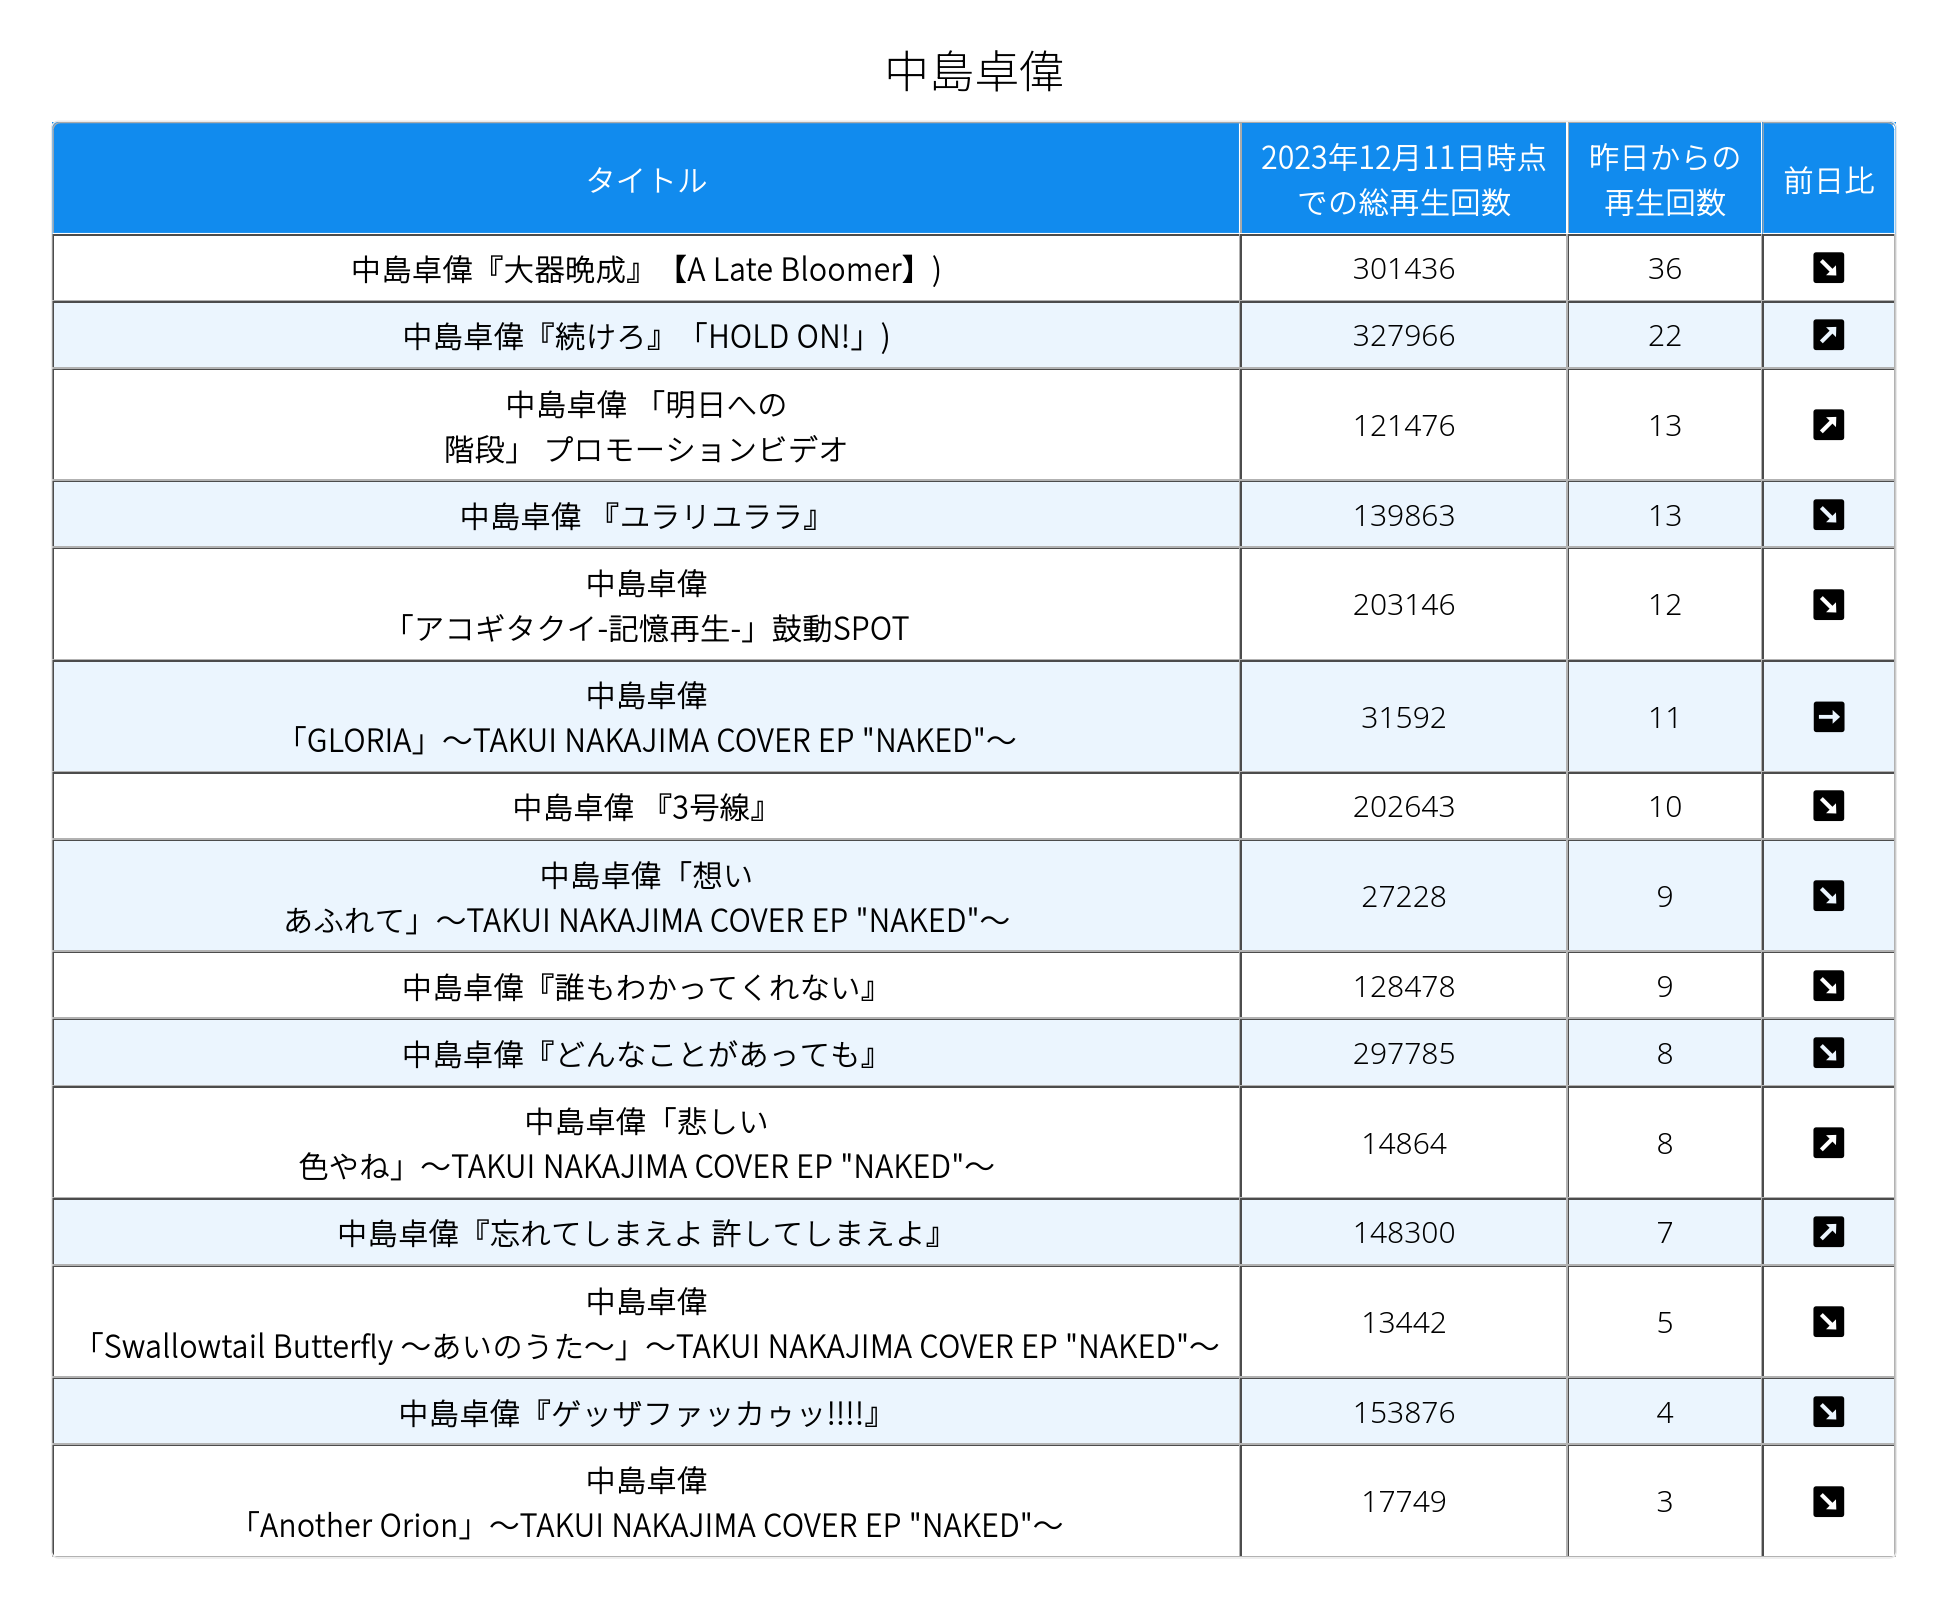 中島卓偉
タイトル
2023年12月11日時点
での総再生回数
昨日からの
再生回数
前日比
中島卓偉『大器晩成』【A Late Bloomer】)
301436
36
中島卓偉『続けろ』「HOLD ON!」)
327966
22
中島卓偉 「明日への
階段」 プロモーションビデオ
121476
13
中島卓偉 『ユラリユララ』
139863
13
中島卓偉
「アコギタクイ-記憶再生-」鼓動SPOT
203146
12
中島卓偉
「GLORIA」〜TAKUI NAKAJIMA COVER EP "NAKED"〜
31592
11
中島卓偉 『3号線』
202643
10
中島卓偉「想い
あふれて」〜TAKUI NAKAJIMA COVER EP "NAKED"〜
27228
9
中島卓偉『誰もわかってくれない』
128478
9
中島卓偉『どんなことがあっても』
297785
8
中島卓偉「悲しい
色やね」〜TAKUI NAKAJIMA COVER EP "NAKED"〜
14864
8
中島卓偉『忘れてしまえよ 許してしまえよ』
148300
7
中島卓偉
「Swallowtail Butterfly 〜あいのうた〜」〜TAKUI NAKAJIMA COVER EP "NAKED"〜
13442
5
中島卓偉『ゲッザファッカゥッ!!!!』
153876
4
中島卓偉
「Another Orion」〜TAKUI NAKAJIMA COVER EP "NAKED"〜
17749
3